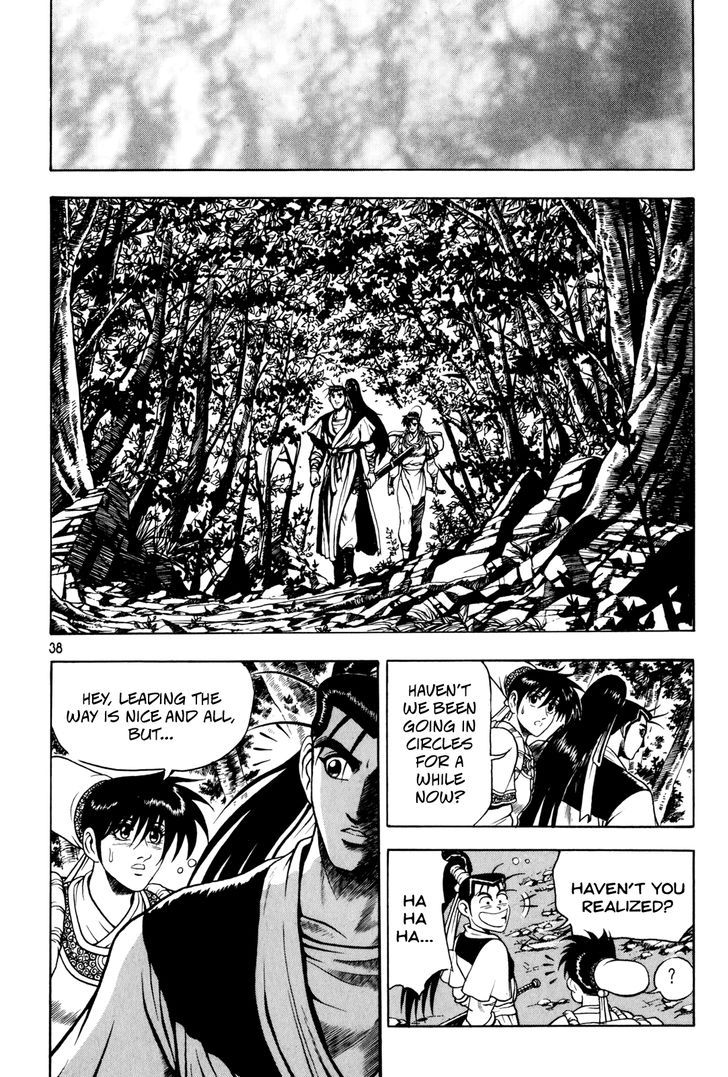 38
HAVEN'T
WE BEEN
GOING IN
CIRCLES
FOR A
WHILE
NOW?
HEY, LEADING THE
WAY IS NICE AND ALL,
BUT...
HAVEN'T YOU
REALIZED?
HA
HA
HA...
?